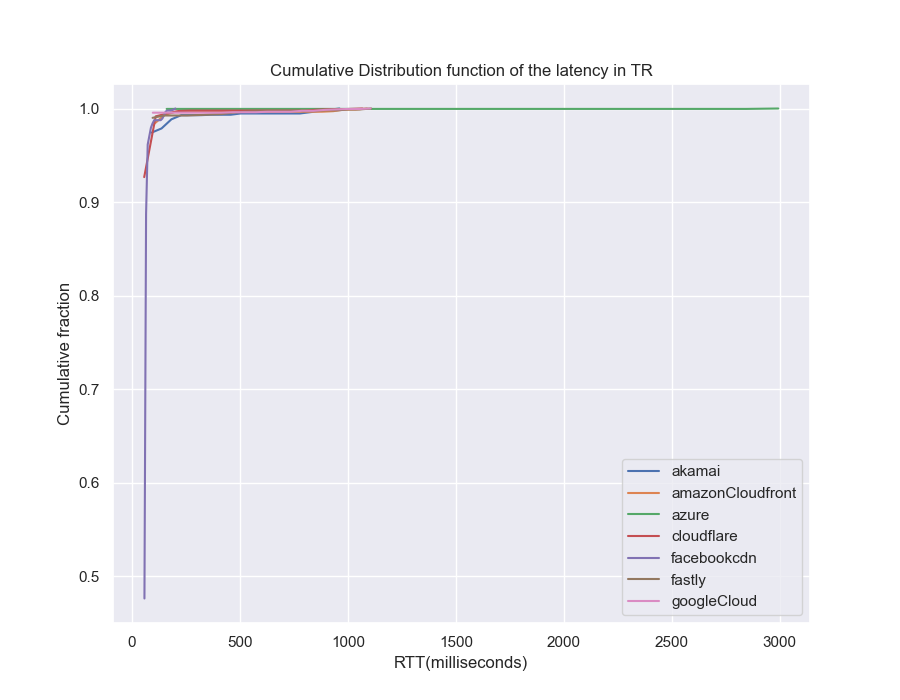 Cumulative Distribution function of the latency in TR
1.0
0.9
0.8
0.7
0.6
0.5
Cumulative fraction
akamai
amazonCloudfront
azure
cloudflare
facebookcdn
fastly
googleCloud
0 500 1000 1500 2000 2500 3000
RTT(milliseconds)